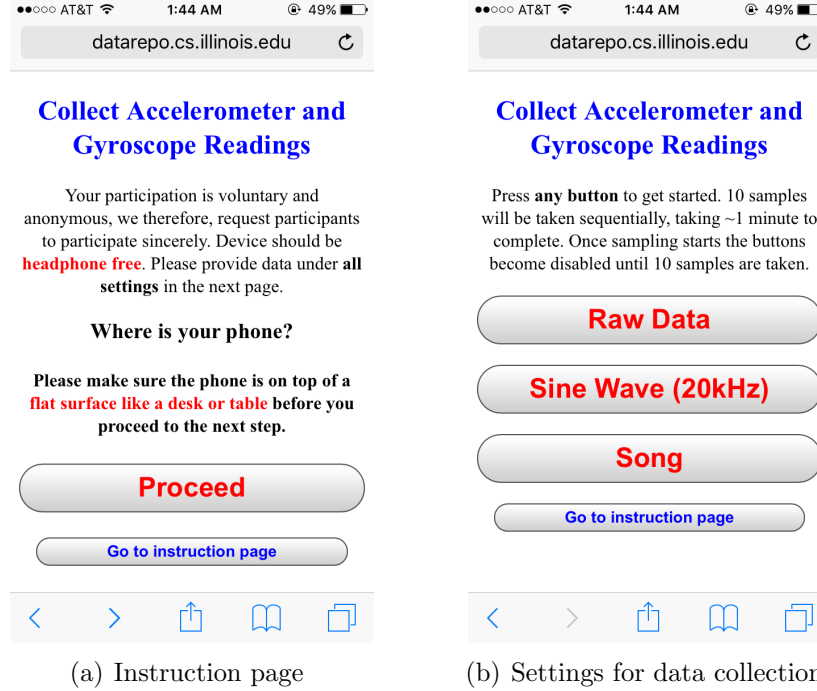 AT&T 1:44 AM 49%
datarepo.cs.illinois.edu
Collect Accelerometer and
Gyroscope Readings
Your participation is voluntary and
anonymous, we therefore, request participants
to participate sincerely. Device should be
headphone free. Please provide data under all
settings in the next page.
Where is your phone?
Please make sure the phone is on top of a
flat surface like a desk or table before you
proceed to the next step.
Proceed
Go to instruction page
(a) Instruction page
AT&T 1:44 AM 49%
datarepo.cs.illinois.edu
Collect Accelerometer and
Gyroscope Readings
Press any button to get started. 10 samples
will be taken sequentially, taking ~1 minute to
complete. Once sampling starts the buttons
become disabled until 10 samples are taken.
Raw Data
Sine Wave (20kHz)
Song
Go to instruction page
(b) Settings for data collection